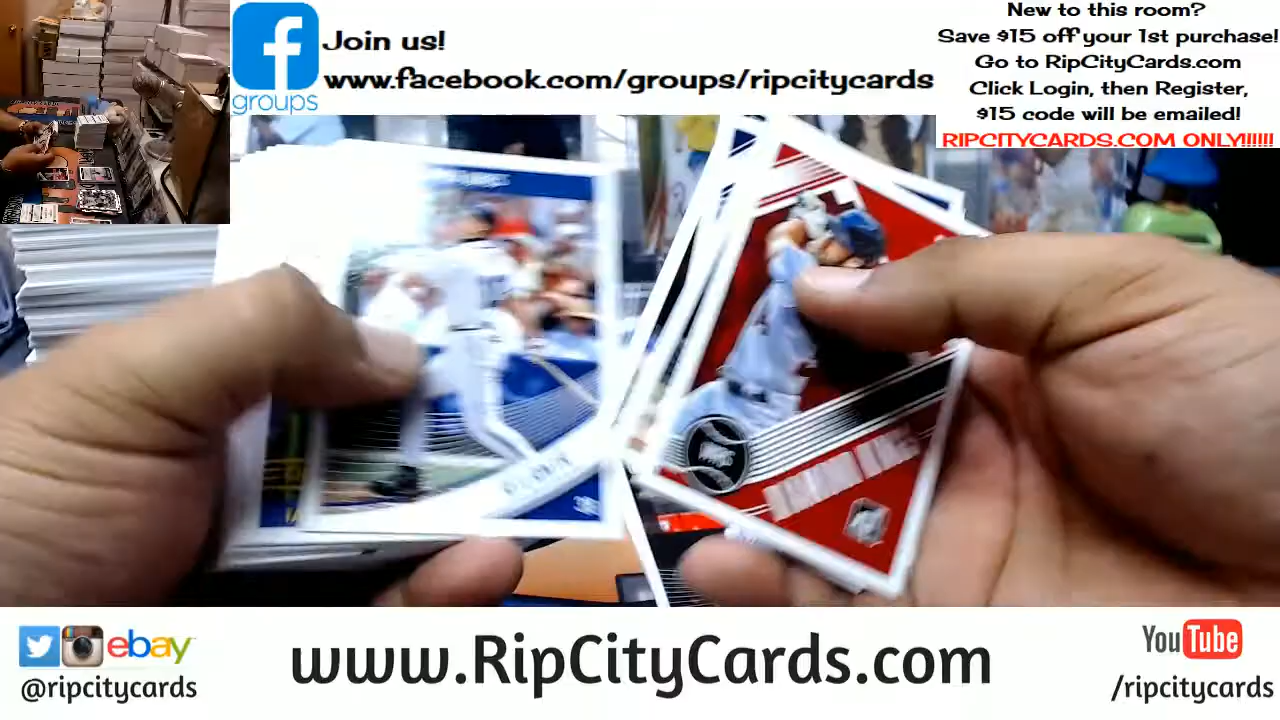 Join us!
www.facebook.com/groups/ripcitycards
groups
New to this room?
Save $15 off your 1st purchase!
Go to RipCityCards.com
Click Login, then Register,
$15 code will be emailed!
RIPCITYCARDS.COM ONLY!!!!!!
ebay
@ripcitycards
www.RipCityCards.com
YouTube
/ripcitycards